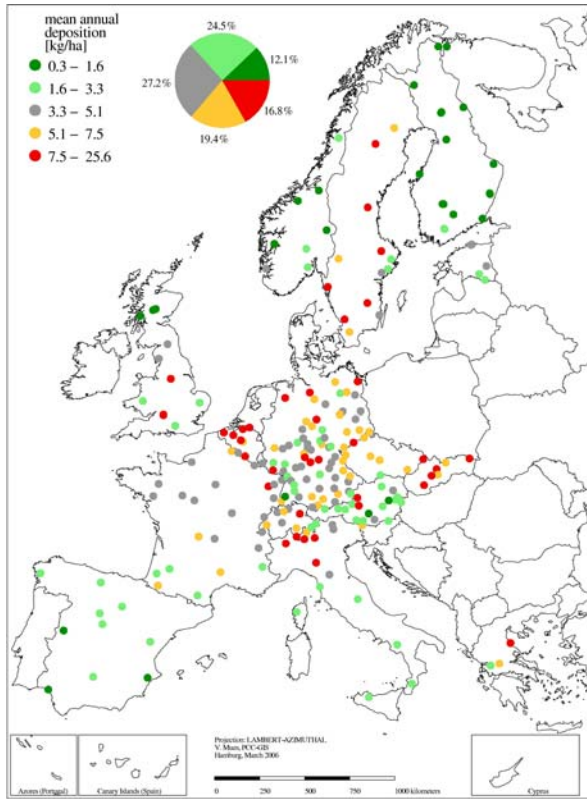 mean annual
deposition
[kg/ha]
0.3 – 1.6
1.6 – 3.3
3.3 – 5.1
5.1 – 7.5
7.5 – 25.6
24.5%
12.1%
27.2%
16.8%
19.4%
Projection: LAMBERT-AZIMUTHAL
V. Mues, PCC-GIS
Hamburg, March 2006
0 250 500 750 1000 kilometers
Azores (Portugal)
Canary Islands (Spain)
Cyprus